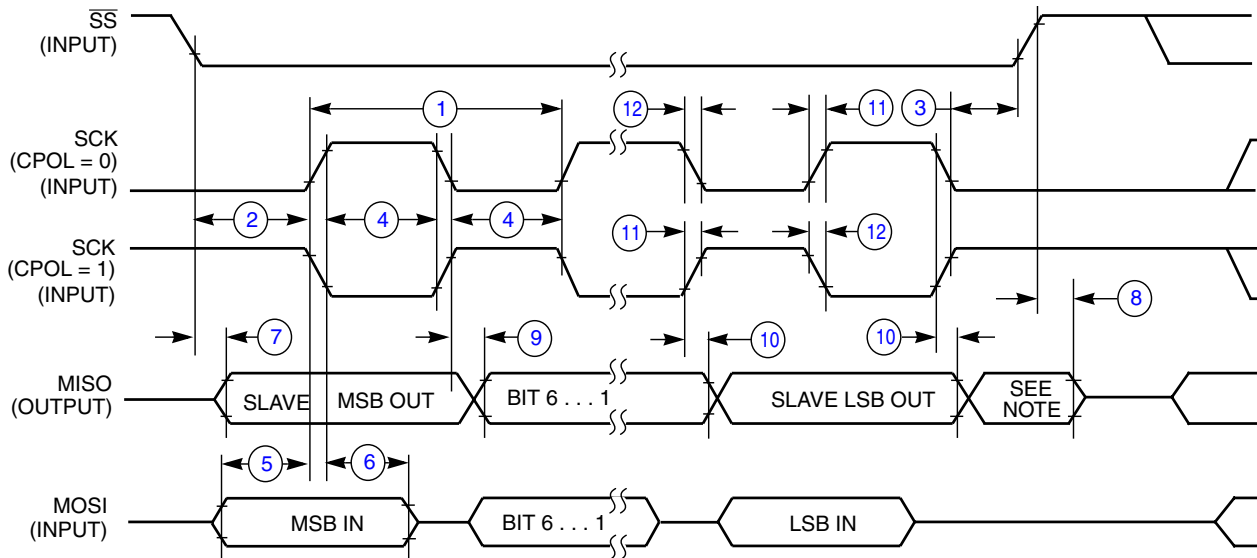 SS
(INPUT)
1
12
11
3
SCK
(CPOL = 0)
(INPUT)
2
4
4
SCK
(CPOL = 1)
(INPUT)
11
12
8
7
9
10
10
MISO
(OUTPUT)
SLAVE MSB OUT
BIT 6 . . . 1
SLAVE LSB OUT
SEE
NOTE
5
6
MOSI
(INPUT)
MSB IN
BIT 6 . . . 1
LSB IN